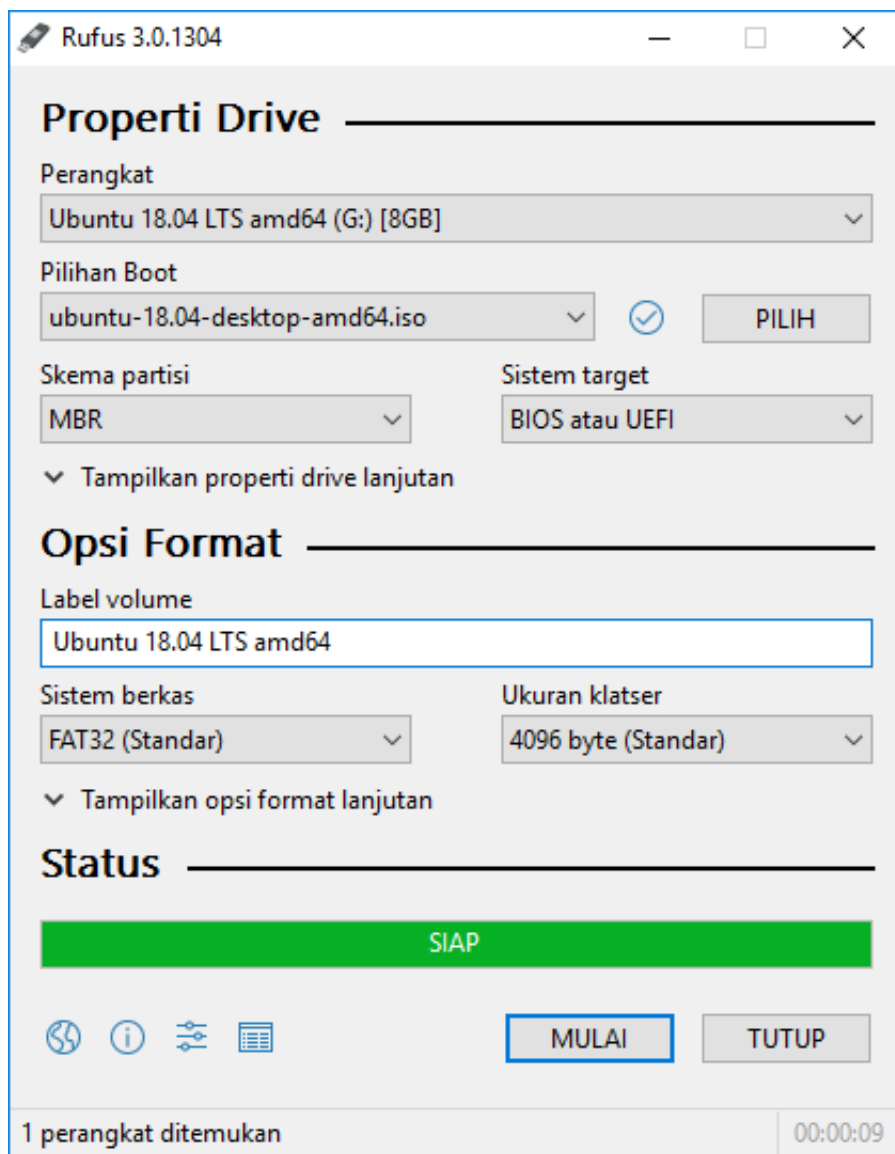 Rufus 3.0.1304
Properti Drive
Perangkat
Ubuntu 18.04 LTS amd64 (G:) [8GB]
Pilihan Boot
ubuntu-18.04-desktop-amd64.iso PILIH
Skema partisi Sistem target
MBR BIOS atau UEFI
Tampilkan properti drive lanjutan
Opsi Format
Label volume
Ubuntu 18.04 LTS amd64
Sistem berkas Ukuran klatser
FAT32 (Standar) 4096 byte (Standar)
Tampilkan opsi format lanjutan
Status
SIAP
MULAI TUTUP
1 perangkat ditemukan 00:00:09